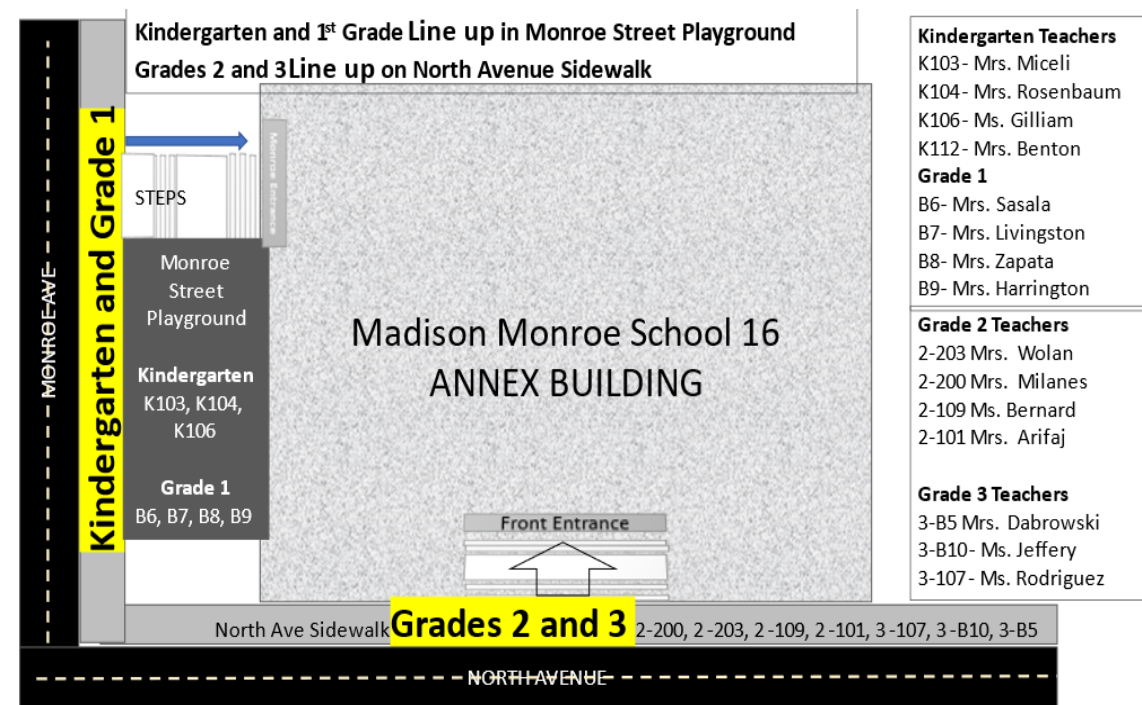 Kindergarten and 1st Grade Line up in Monroe Street Playground
Grades 2 and 3Line up on North Avenue Sidewalk
MONROE AVE
Kindergarten and Grade 1
STEPS
Monroe Entrance
Monroe
Street
Playground
Kindergarten
K103, K104,
K106
Grade 1
B6, B7, B8, B9
Madison Monroe School 16
ANNEX BUILDING
Front Entrance
North Ave Sidewalk
Grades 2 and 3
2-200, 2-203, 2-109, 2-101, 3-107, 3-B10, 3-B5
NORTH AVENUE
Kindergarten Teachers
K103- Mrs. Miceli
K104- Mrs. Rosenbaum
K106- Ms. Gilliam
K112- Mrs. Benton
Grade 1
B6- Mrs. Sasala
B7- Mrs. Livingston
B8- Mrs. Zapata
B9- Mrs. Harrington
Grade 2 Teachers
2-203 Mrs. Wolan
2-200 Mrs. Milanes
2-109 Ms. Bernard
2-101 Mrs. Arifaj
Grade 3 Teachers
3-B5 Mrs. Dabrowski
3-B10- Ms. Jeffery
3-107- Ms. Rodriguez